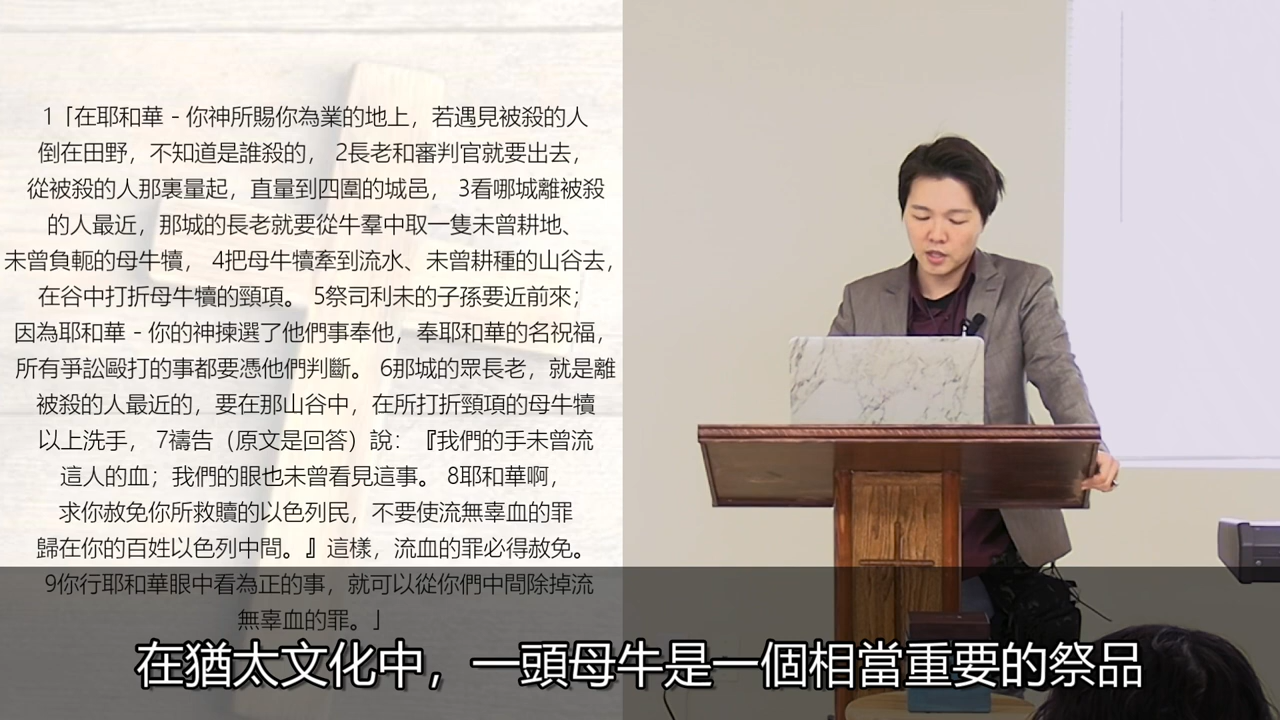 1「在耶和華－你神所賜你為業的地上，若遇見被殺的人
倒在田野，不知道是誰殺的， 2長老和審判官就要出去，
從被殺的人那裏量起，直量到四圍的城邑， 3看哪城離被殺
的人最近，那城的長老就要從牛羣中取一隻未曾耕地、
未曾負軛的母牛犢， 4把母牛犢牽到流水、未曾耕種的山谷去，
在谷中打折母牛犢的頸項。 5祭司利未的子孫要近前來；
因為耶和華－你的神揀選了他們事奉他，奉耶和華的名祝福，
所有爭訟毆打的事都要憑他們判斷。 6那城的眾長老，就是離
被殺的人最近的，要在那山谷中，在所打折頸項的母牛犢
以上洗手， 7禱告（原文是回答）說：『我們的手未曾流
這人的血；我們的眼也未曾看見這事。 8耶和華啊，
求你赦免你所救贖的以色列民，不要使流無辜血的罪
歸在你的百姓以色列中間。』這樣，流血的罪必得赦免。
9你行耶和華眼中看為正的事，就可以從你們中間除掉流
無辜血的罪。」
在猶太文化中，一頭母牛是一個相當重要的祭品